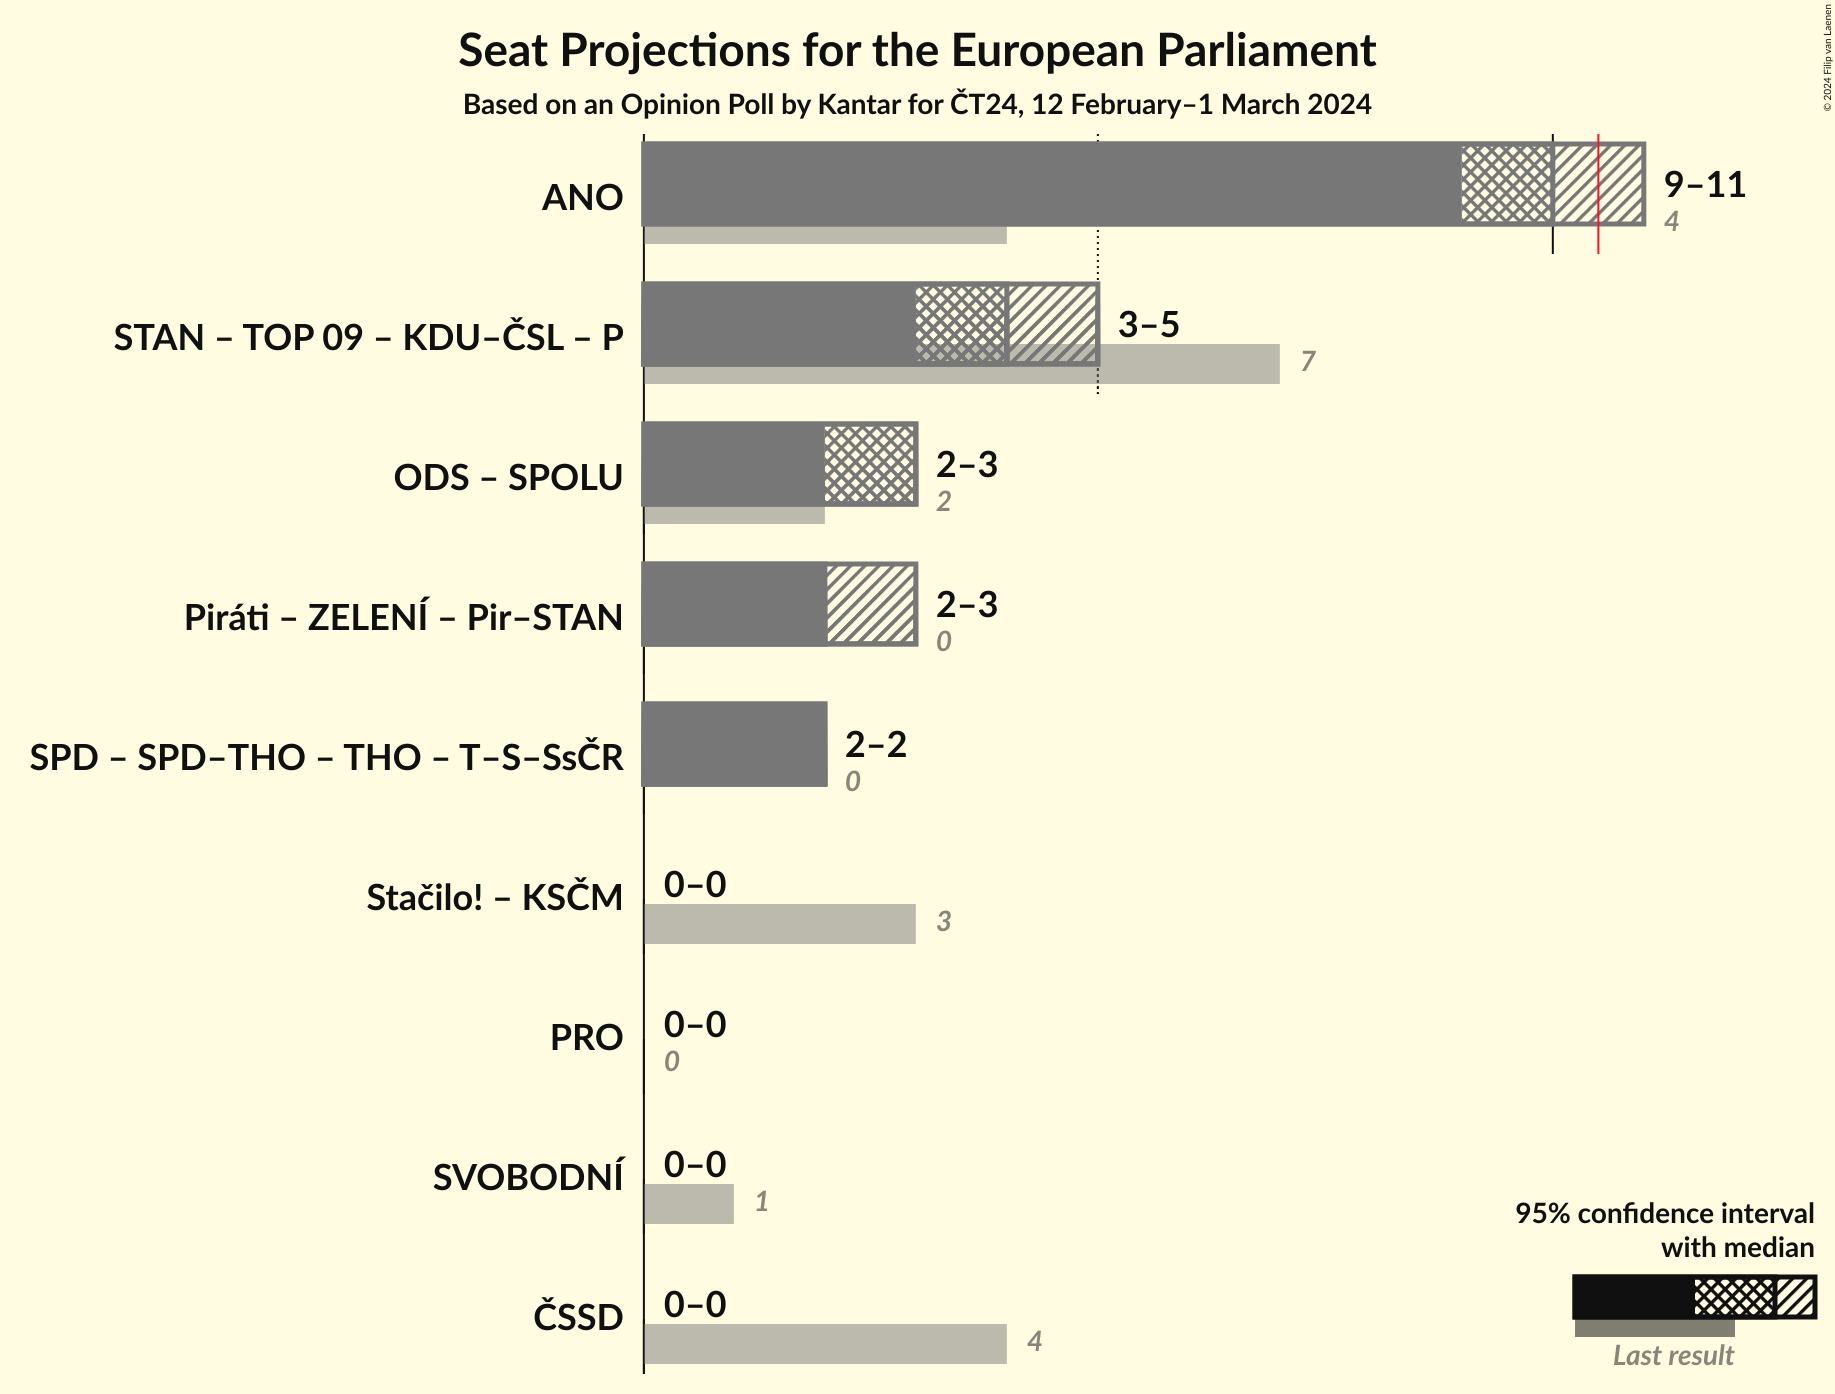 Seat Projections for the European Parliament
Based on an Opinion Poll by Kantar for ČT24, 12 February–1 March 2024
© 2024 Filip van Laenen
ANO
9–11
4
STAN – TOP 09 – KDU–ČSL – P
3–5
7
ODS – SPOLU
2–3
2
Piráti – ZELENÍ – Pir–STAN
2–3
0
SPD – SPD–THO – THO – T–S–SsČR
2–2
0
Stačilo! – KSČM
0–0
3
PRO
0–0
0
SVOBODNÍ
0–0
1
ČSSD
0–0
4
95% confidence interval
with median
Last result